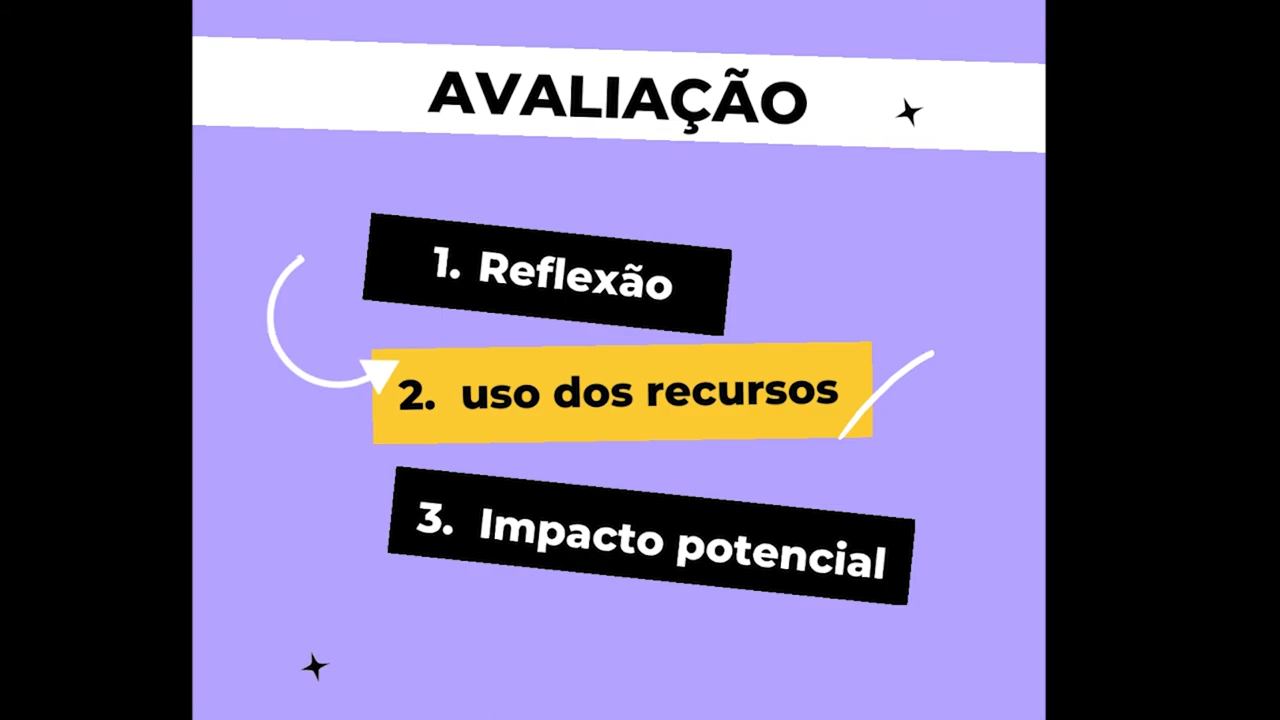 AVALIAÇÃO
1. Reflexão
2. uso dos recursos
3. Impacto potencial